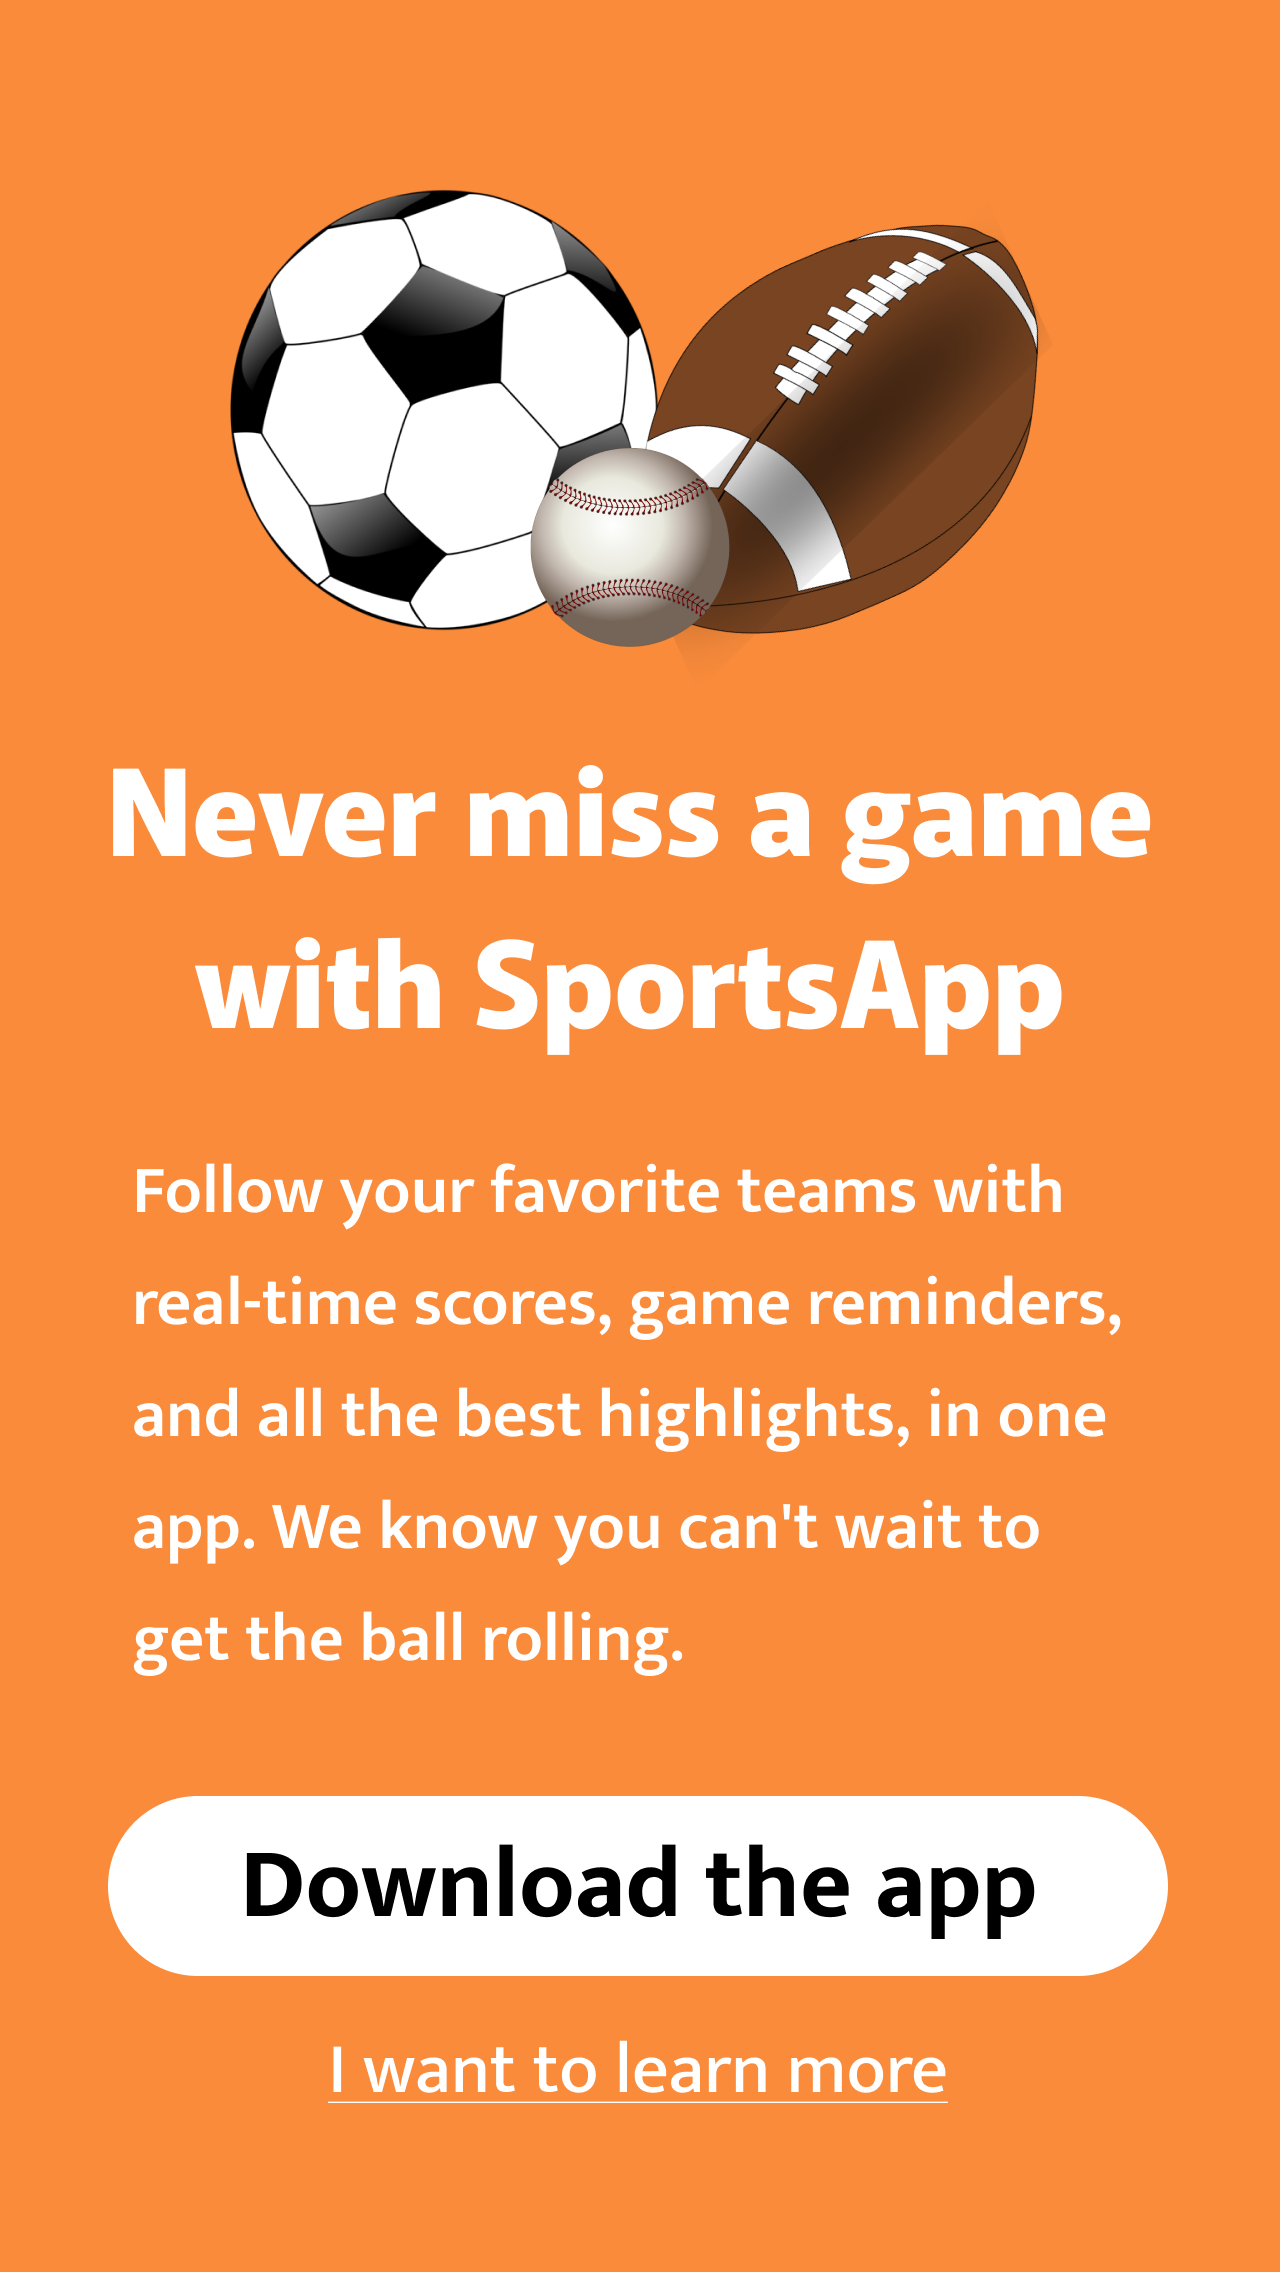 Never miss a game
with SportsApp
Follow your favorite teams with
real-time scores, game reminders,
and all the best highlights, in one
app. We know you can't wait to
get the ball rolling.
Download the app
I want to learn more